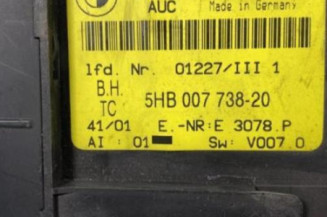 AUC Made in Germany
lfd. Nr. 01227/III 1
B.H.
TC 5HB 007 738-20
41/01 E.-NR:E 3078.P
AI : 01 Sw: V007.0